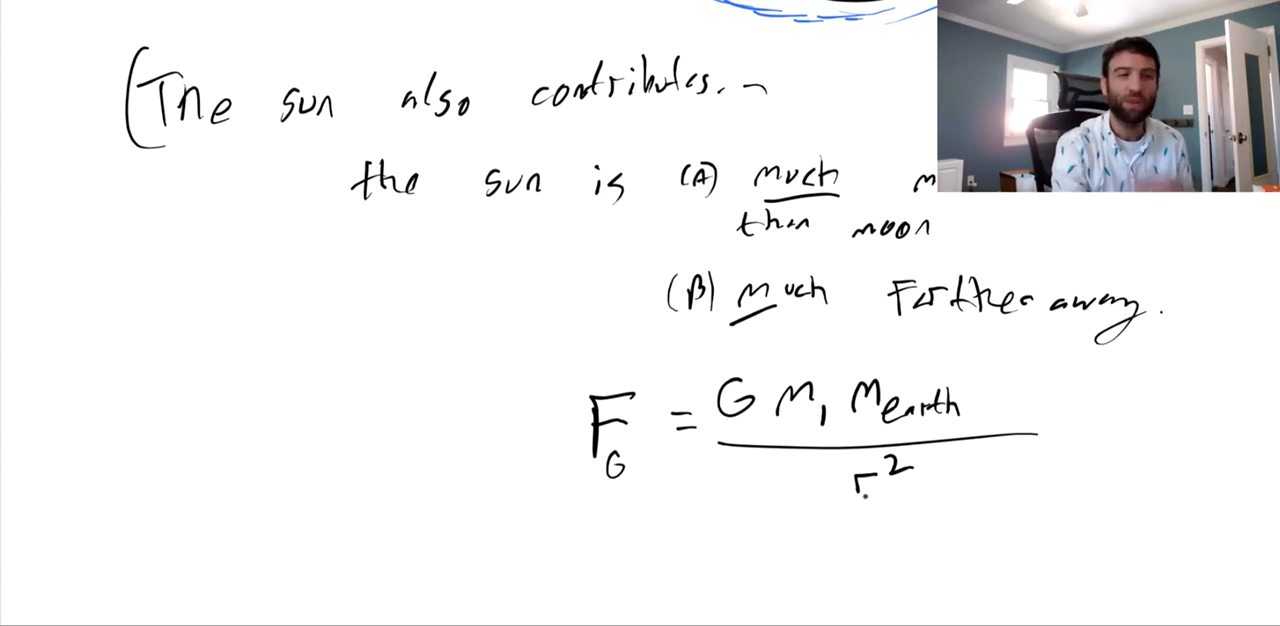 (The sun also contributes.
the sun is (A) much m
than moon
(B) much Further away.
F_G = G M_1 M_earth / r^2